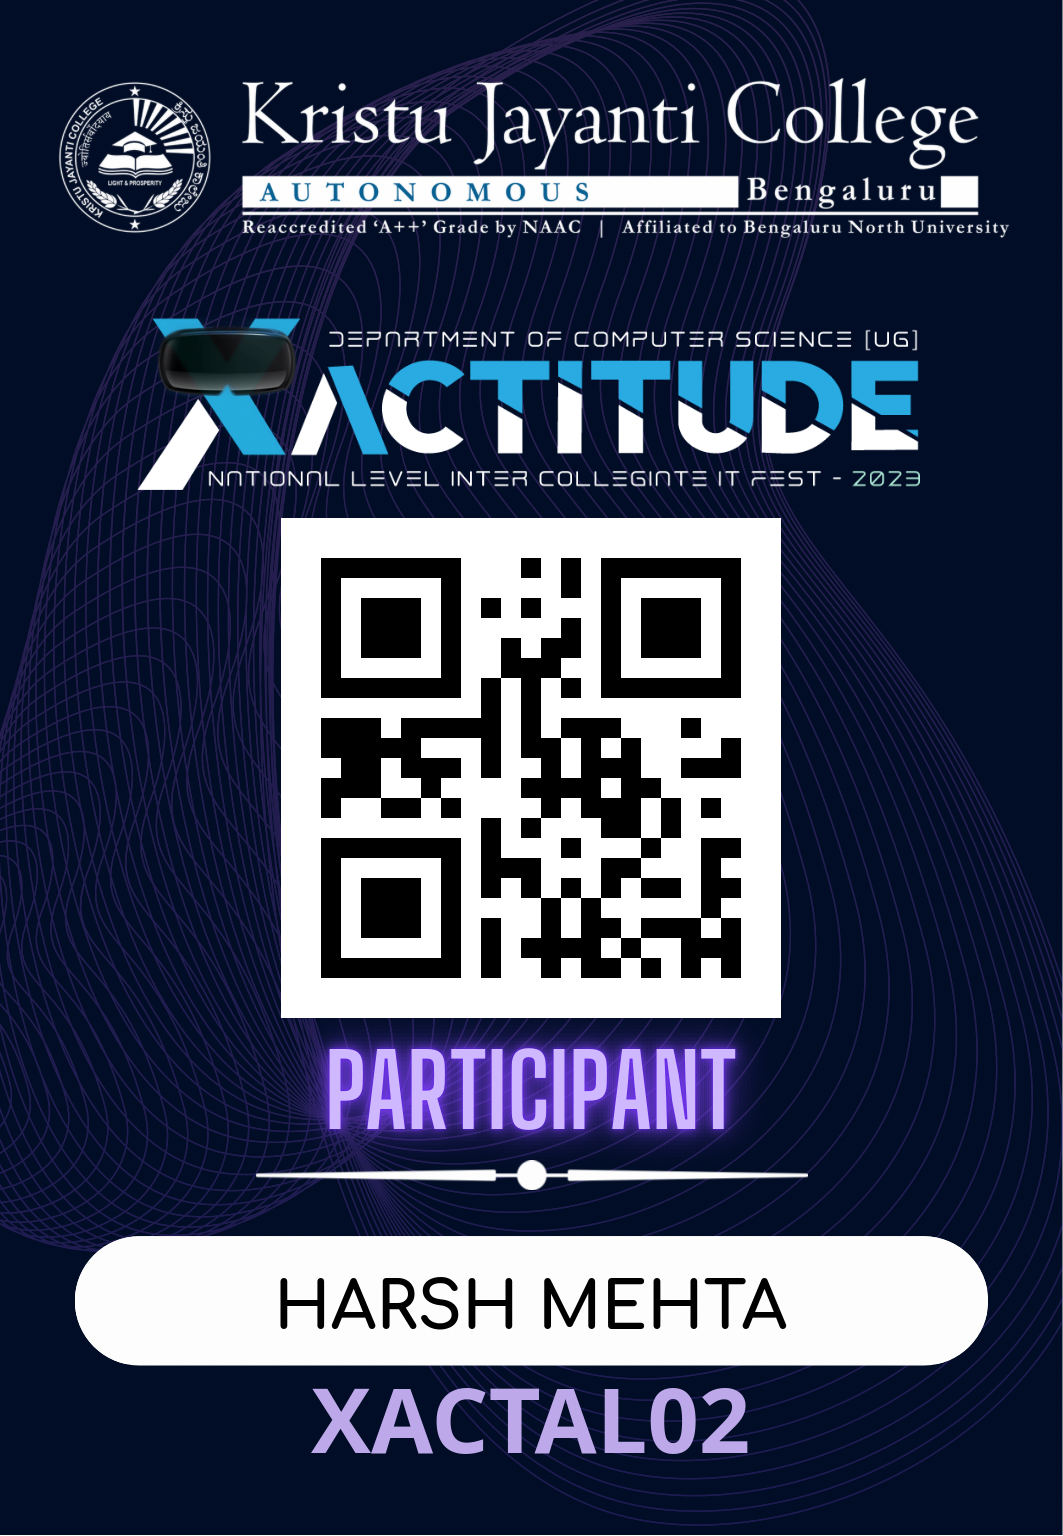 Kristu Jayanti College
AUTONOMOUS Bengaluru
Reaccredited ‘A++’ Grade by NAAC | Affiliated to Bengaluru North University
KRISTU JAYANTI COLLEGE
LIGHT & PROSPERITY
DEPARTMENT OF COMPUTER SCIENCE [UG]
XACTITUDE
NATIONAL LEVEL INTER COLLEGIATE IT FEST - 2023
PARTICIPANT
HARSH MEHTA
XACTAL02